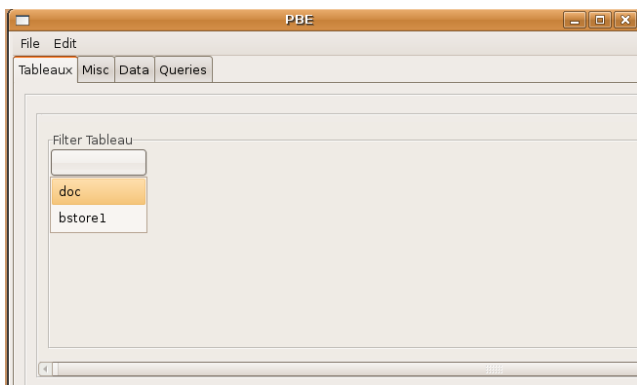 PBE
File Edit
Tableaux Misc Data Queries
Filter Tableau
doc
bstore1